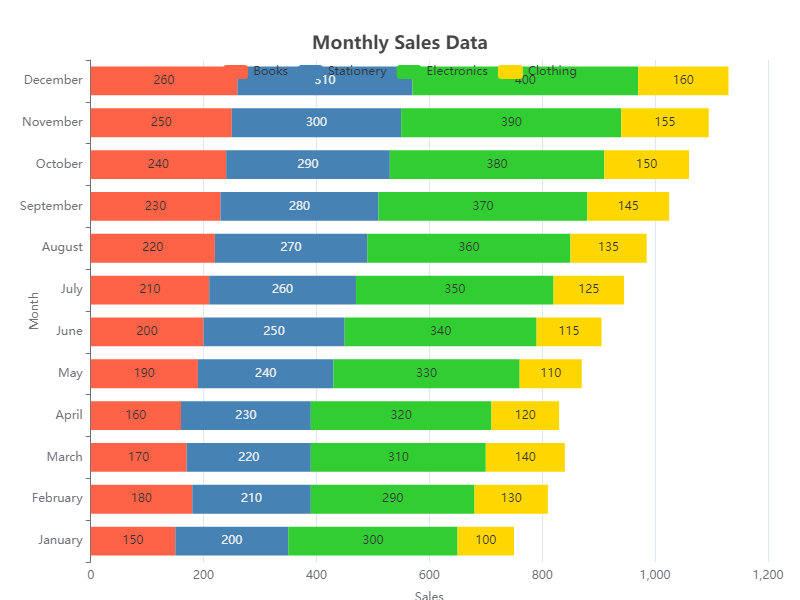 Monthly Sales Data
Books Stationery Electronics Clothing
December 260 310 400 160
November 250 300 390 155
October 240 290 380 150
September 230 280 370 145
August 220 270 360 135
July 210 260 350 125
June 200 250 340 115
May 190 240 330 110
April 160 230 320 120
March 170 220 310 140
February 180 210 290 130
January 150 200 300 100
Month
0 200 400 600 800 1,000 1,200
Sales